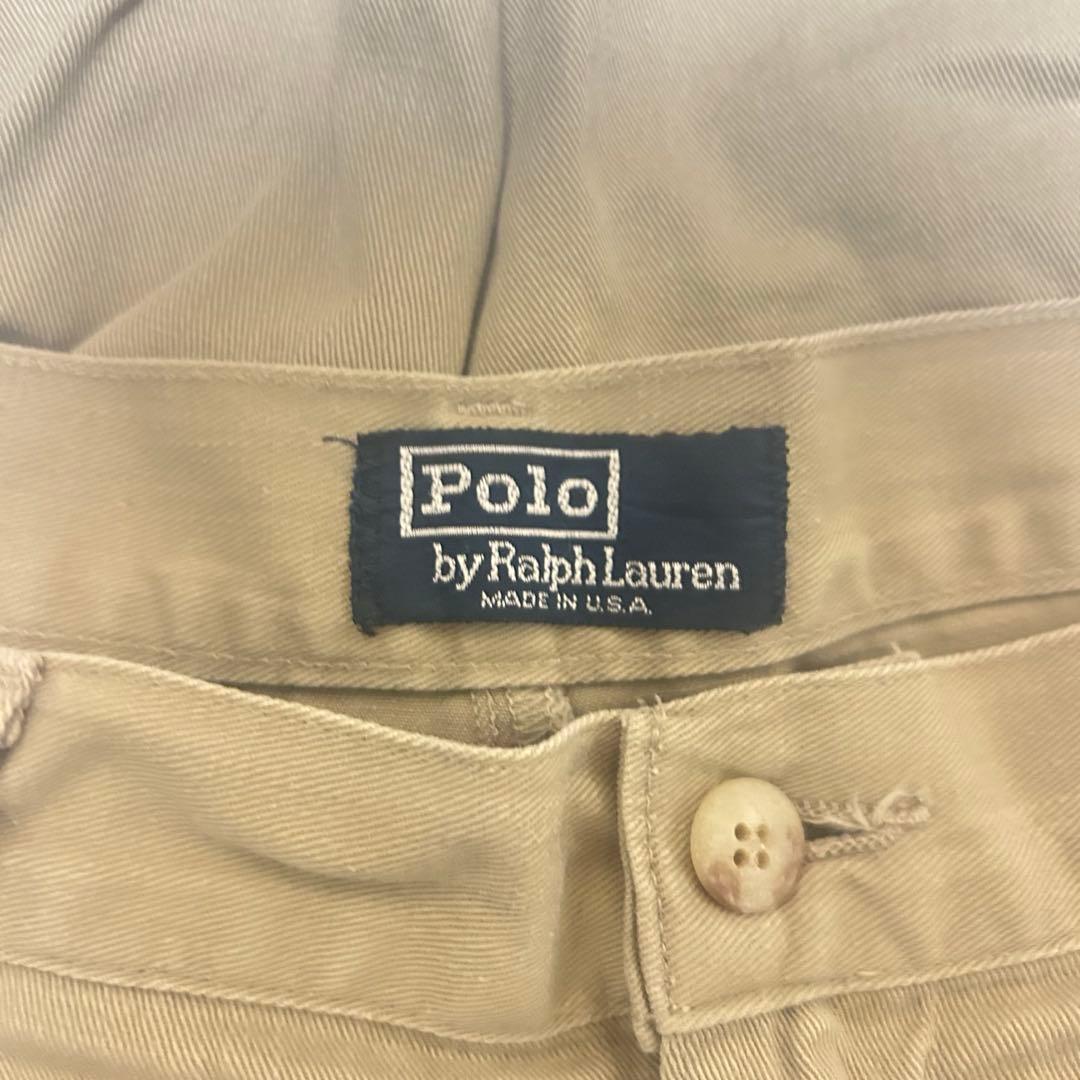 Polo
by Ralph Lauren
MADE IN U.S.A.